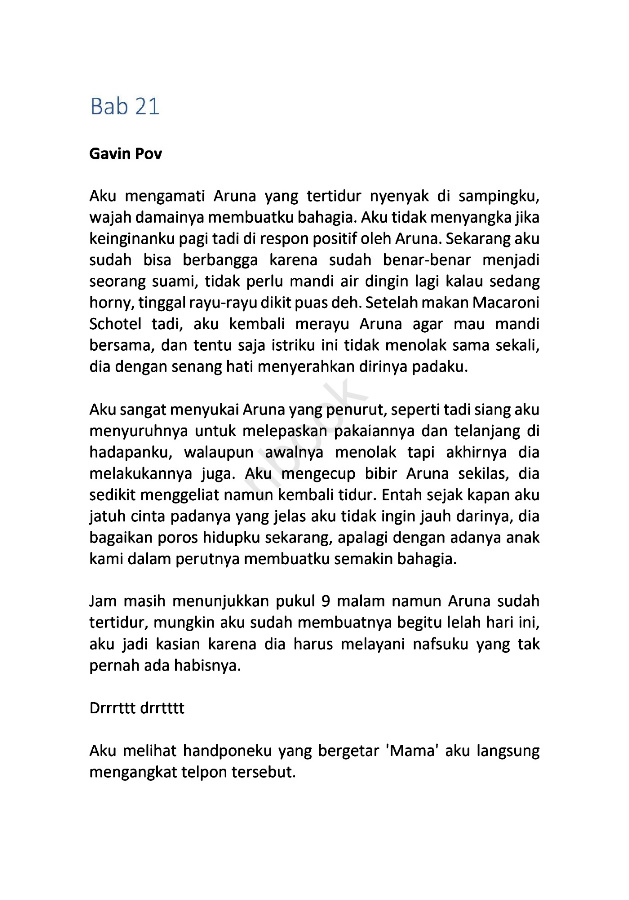 Bab 21
Gavin Pov
Aku mengamati Aruna yang tertidur nyenyak di sampingku,
wajah damainya membuatku bahagia. Aku tidak menyangka jika
keinginanku pagi tadi di respon positif oleh Aruna. Sekarang aku
sudah bisa berbangga karena sudah benar-benar menjadi
seorang suami, tidak perlu mandi air dingin lagi kalau sedang
horny, tinggal rayu-rayu dikit puas deh. Setelah makan Macaroni
Schotel tadi, aku kembali merayu Aruna agar mau mandi
bersama, dan tentu saja istriku ini tidak menolak sama sekali,
dia dengan senang hati menyerahkan dirinya padaku.
Aku sangat menyukai Aruna yang penurut, seperti tadi siang aku
menyuruhnya untuk melepaskan pakaiannya dan telanjang di
hadapanku, walaupun awalnya menolak tapi akhirnya dia
melakukannya juga. Aku mengecup bibir Aruna sekilas, dia
sedikit menggeliat namun kembali tidur. Entah sejak kapan aku
jatuh cinta padanya yang jelas aku tidak ingin jauh darinya, dia
bagaikan poros hidupku sekarang, apalagi dengan adanya anak
kami dalam perutnya membuatku semakin bahagia.
Jam masih menunjukkan pukul 9 malam namun Aruna sudah
tertidur, mungkin aku sudah membuatnya begitu lelah hari ini,
aku jadi kasian karena dia harus melayani nafsuku yang tak
pernah ada habisnya.
Drrrttt drrtttt
Aku melihat handponeku yang bergetar 'Mama' aku langsung
mengangkat telpon tersebut.